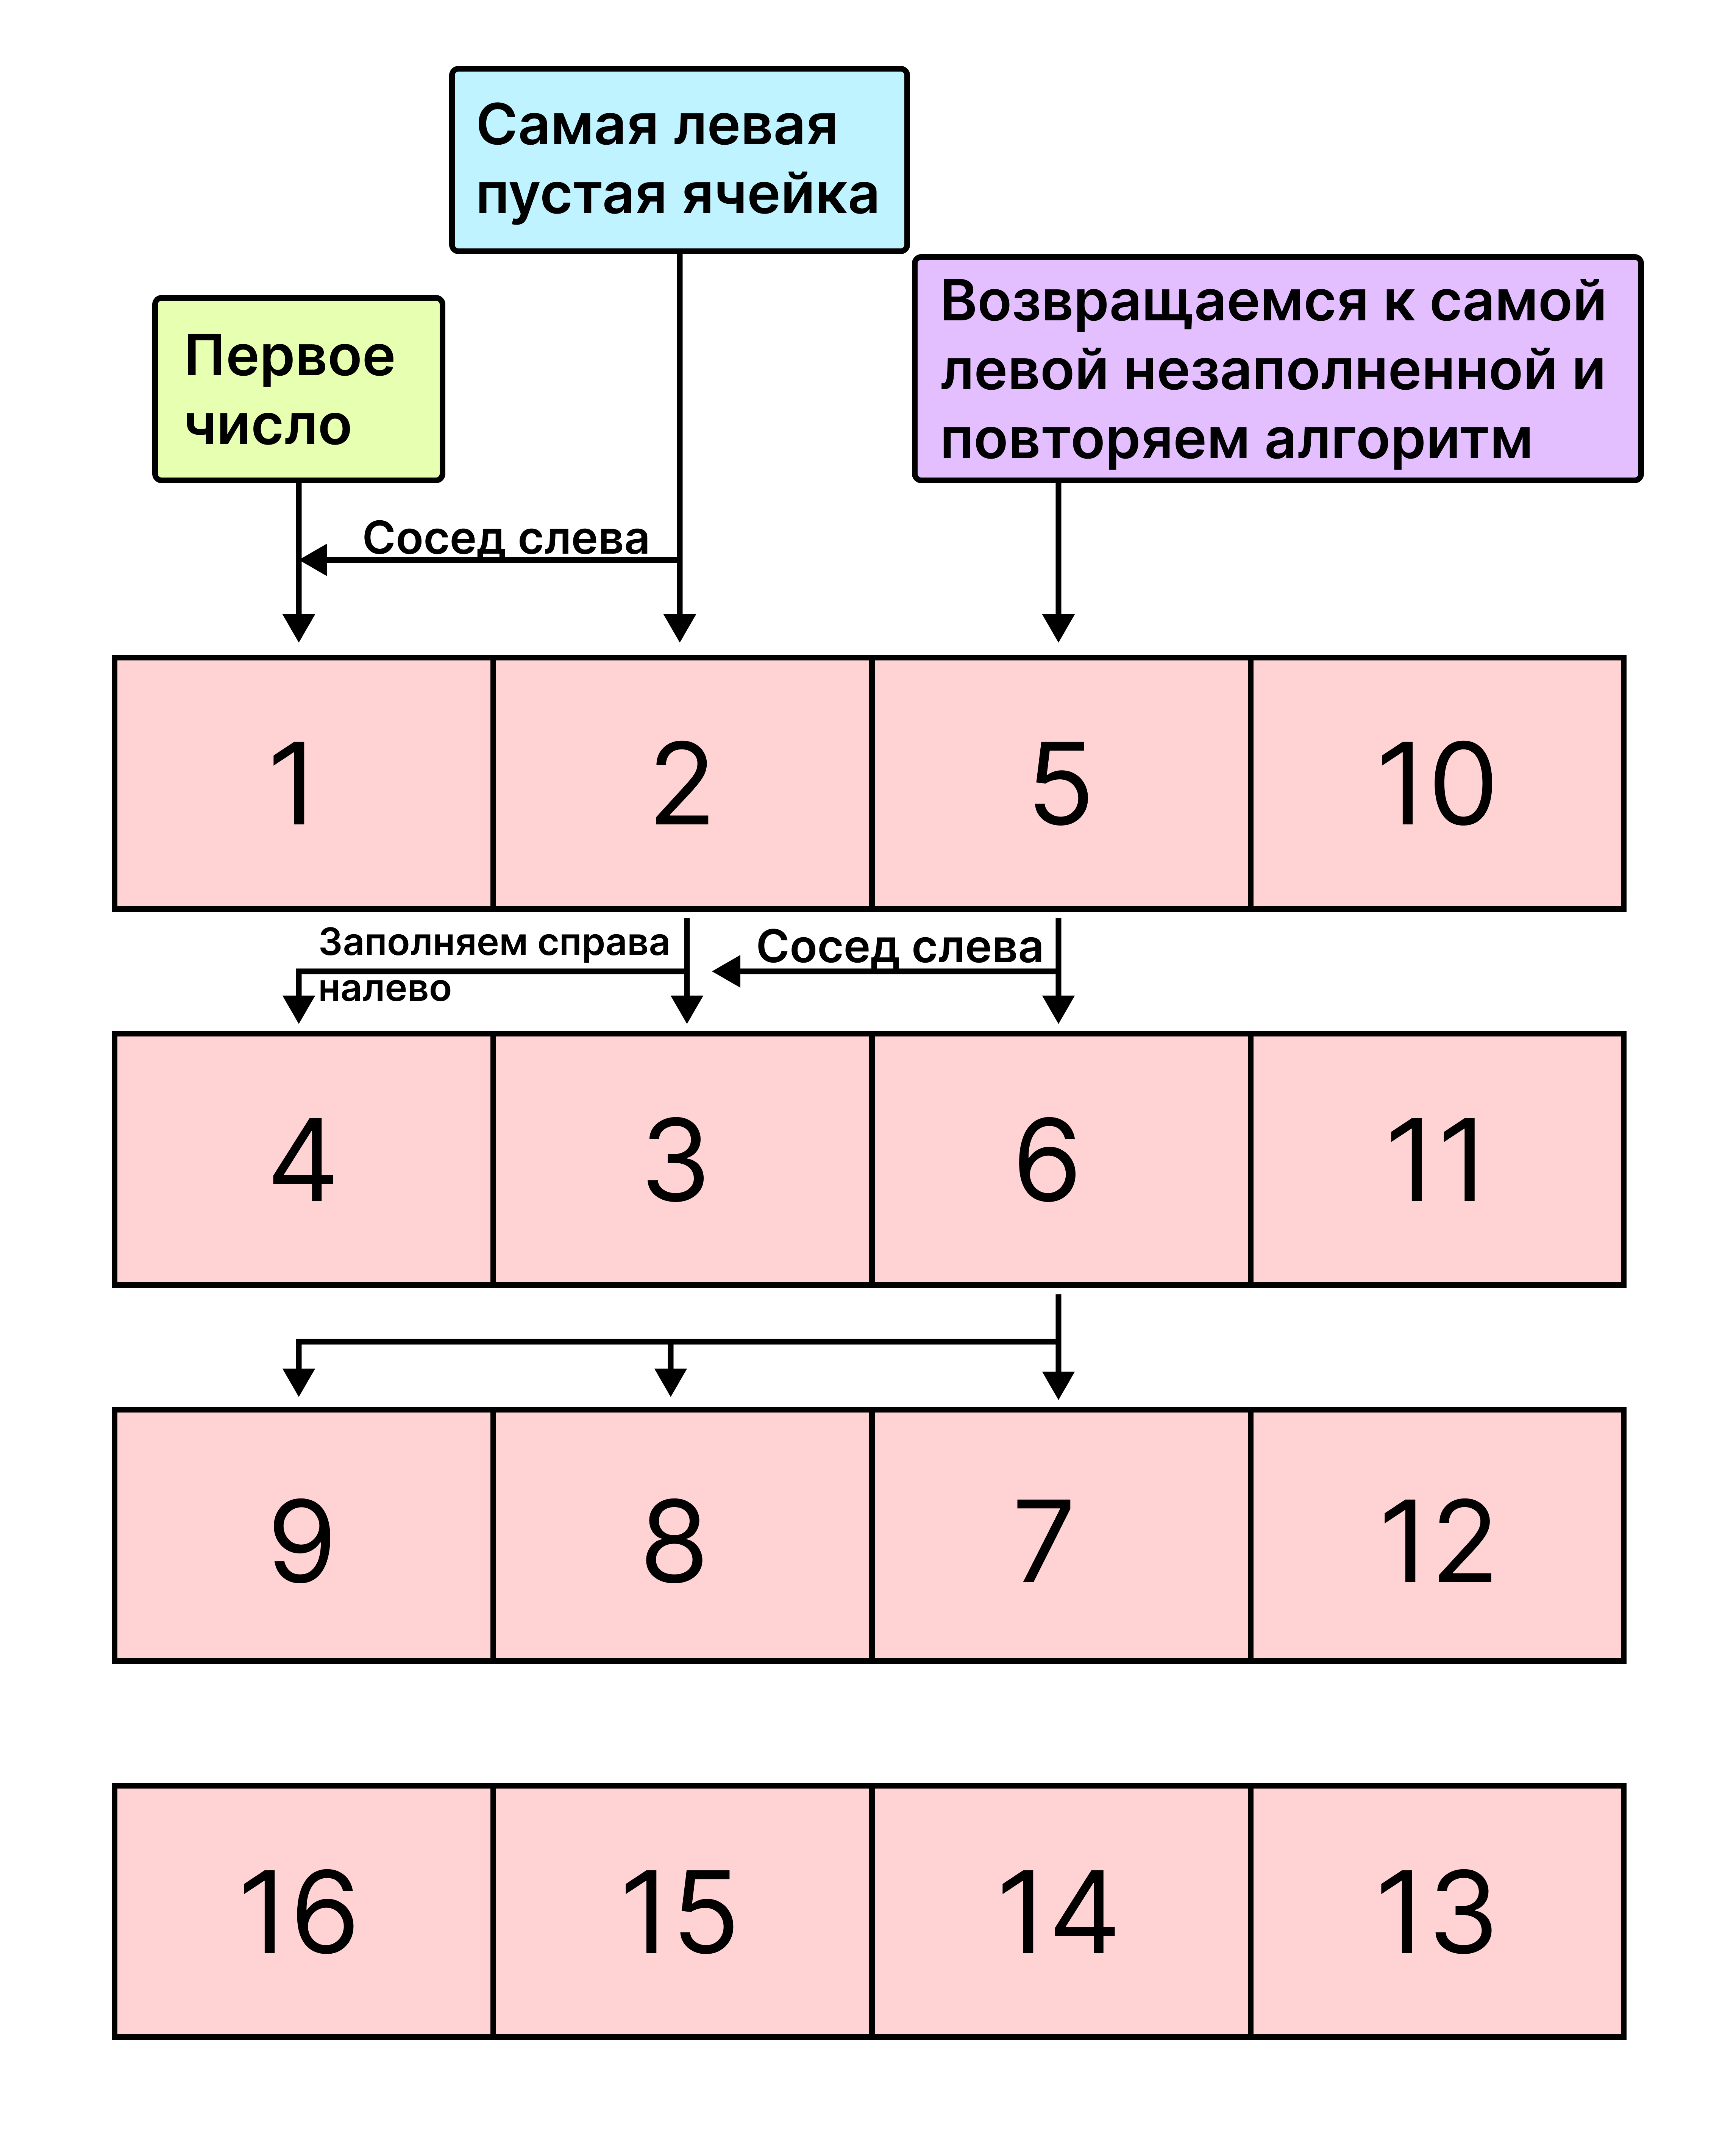 Самая левая
пустая ячейка
Возвращаемся к самой
левой незаполненной и
повторяем алгоритм
Первое
число
Сосед слева
1 2 5 10
Заполняем справа
налево
Сосед слева
4 3 6 11
9 8 7 12
16 15 14 13